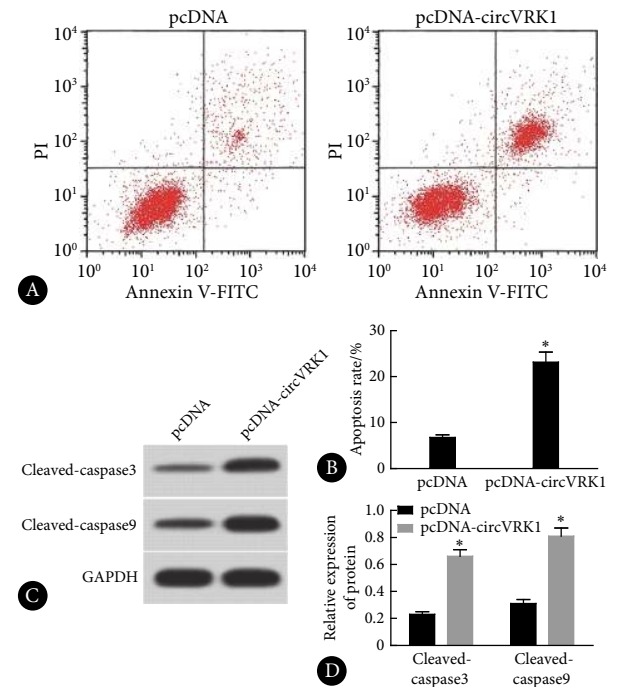 pcDNA
10⁴
10³
10²
10¹
10⁰
PI
10⁰ 10¹ 10² 10³ 10⁴
Annexin V-FITC
pcDNA-circVRK1
10⁴
10³
10²
10¹
10⁰
PI
10⁰ 10¹ 10² 10³ 10⁴
Annexin V-FITC
A
Apoptosis rate/%
30
20
10
0
*
pcDNA pcDNA-circVRK1
B
pcDNA
pcDNA-circVRK1
Cleaved-caspase3
Cleaved-caspase9
GAPDH
C
Relative expression
of protein
1.0
0.8
0.6
0.4
0.2
0
pcDNA
pcDNA-circVRK1
*
*
Cleaved-
caspase3
Cleaved-
caspase9
D